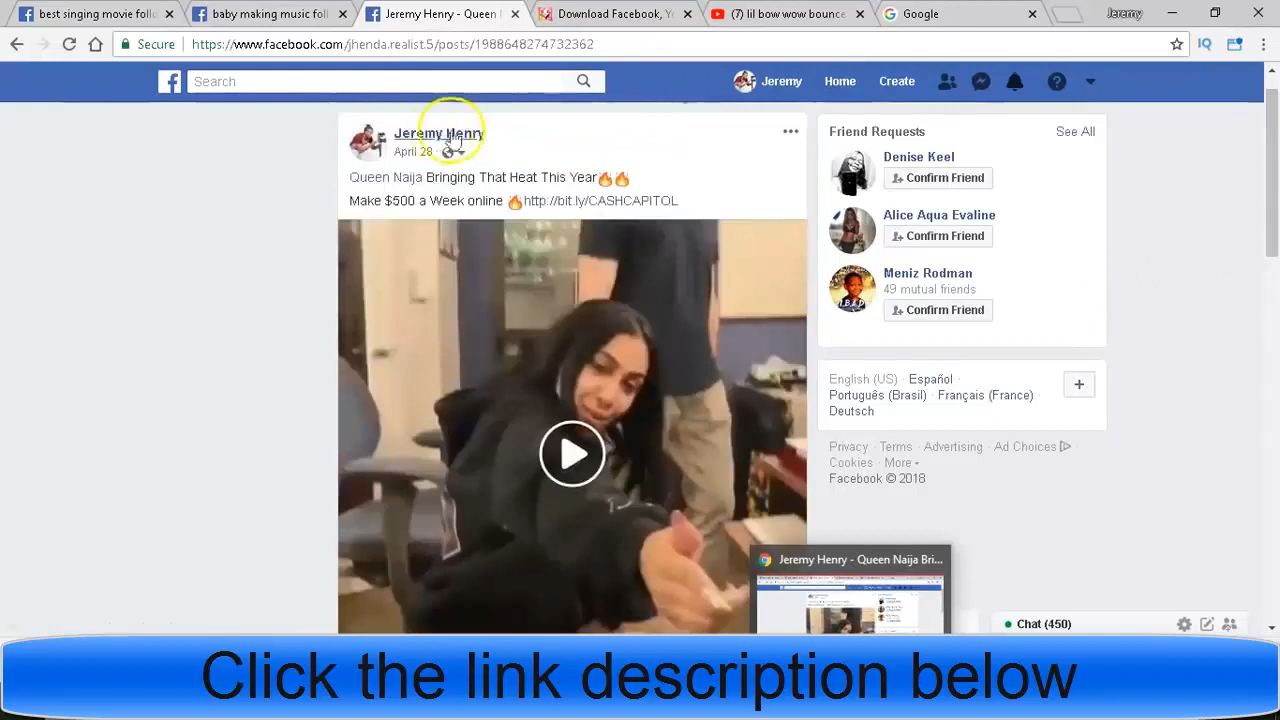 best singing movie follo
baby making music follow
Jeremy Henry - Queen N
Download Facebook, Yo
(7) lil bow wow bounce
Google
Jeremy
Secure
https://www.facebook.com/jhenda.realist.5/posts/1988648274732362
IQ
Search
Jeremy
Home
Create
Jeremy Henry
April 28 ·
Queen Naija Bringing That Heat This Year🔥🔥
Make $500 a Week online 🔥http://bit.ly/CASHCAPITOL
Friend Requests
See All
Denise Keel
Confirm Friend
Alice Aqua Evaline
Confirm Friend
Meniz Rodman
49 mutual friends
Confirm Friend
English (US) · Español ·
Português (Brasil) · Français (France) ·
Deutsch
Privacy · Terms · Advertising · Ad Choices
Cookies · More
Facebook © 2018
Jeremy Henry - Queen Naija Bri...
Chat (450)
Click the link description below